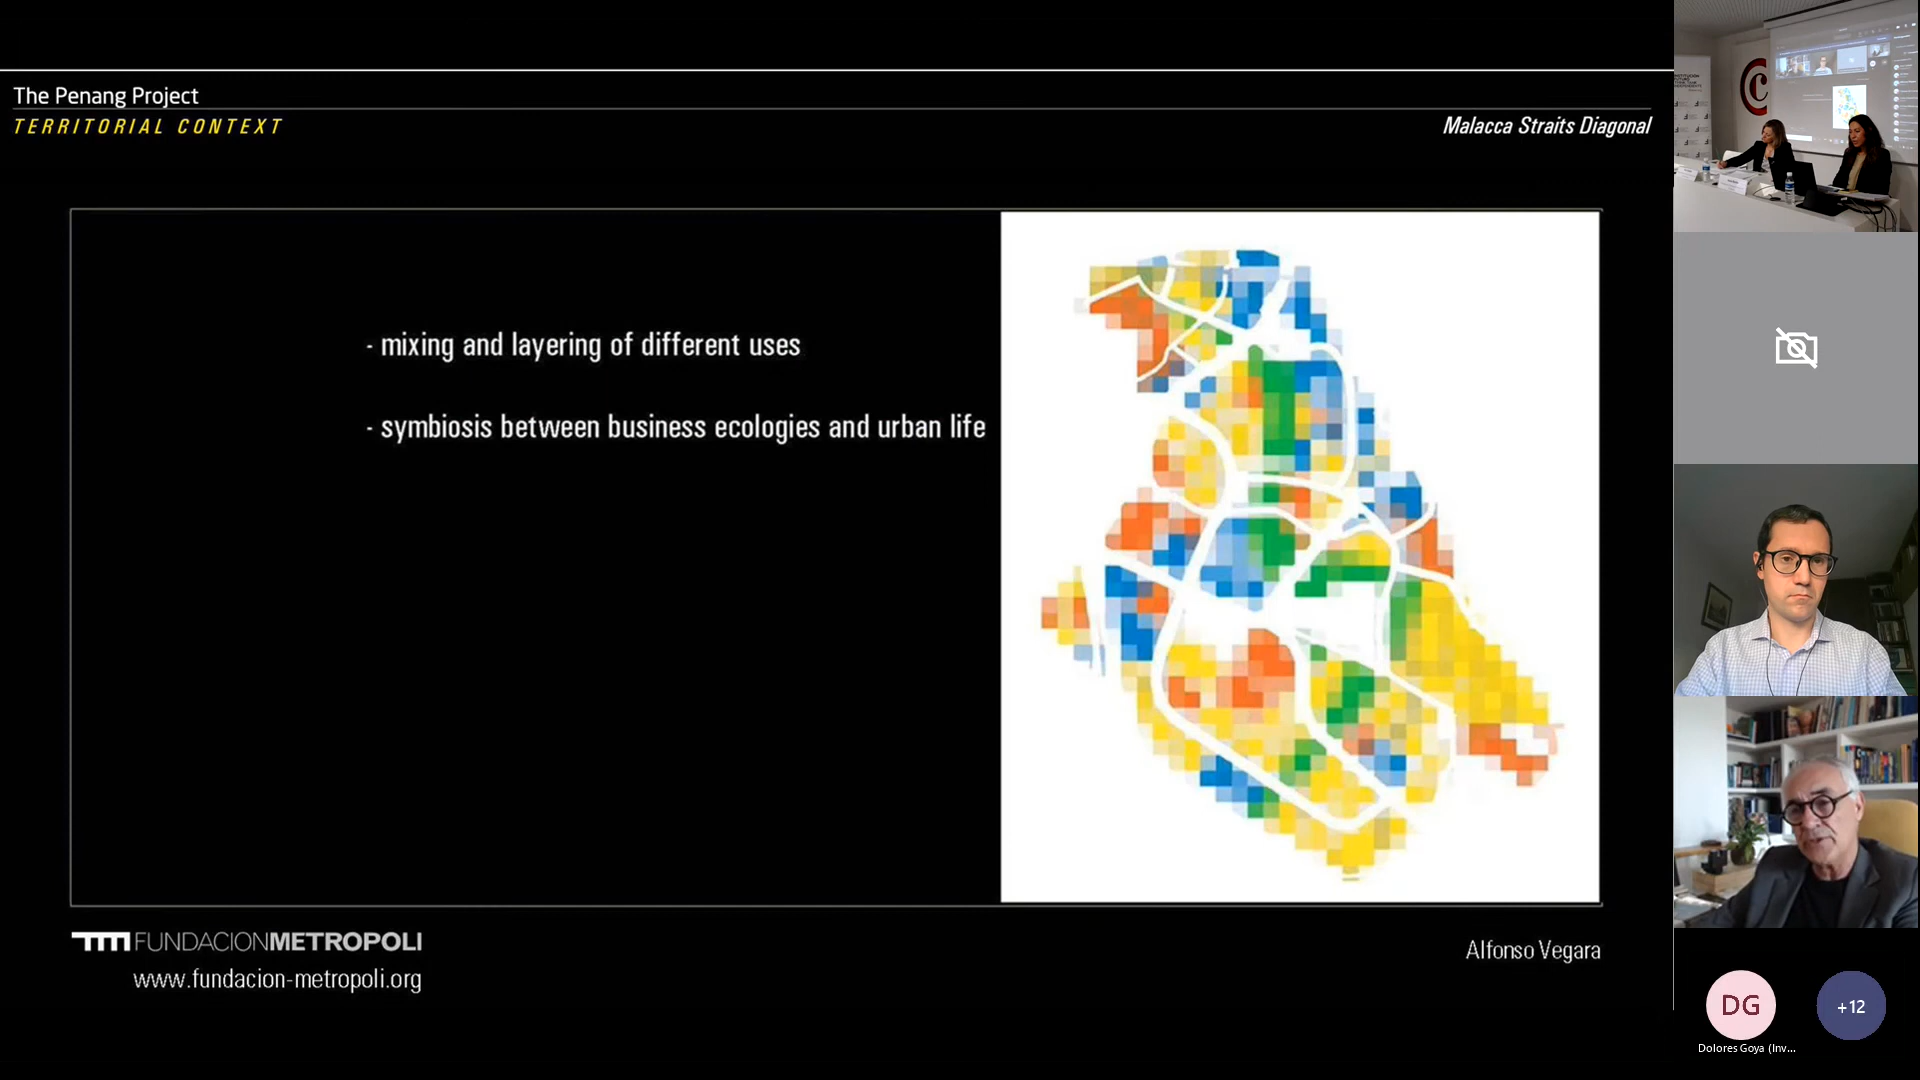 The Penang Project
TERRITORIAL CONTEXT
Malacca Straits Diagonal
- mixing and layering of different uses
- symbiosis between business ecologies and urban life
FUNDACIONMETROPOLI
www.fundacion-metropoli.org
Alfonso Vegara
DG
+12
Dolores Goya (Inv...